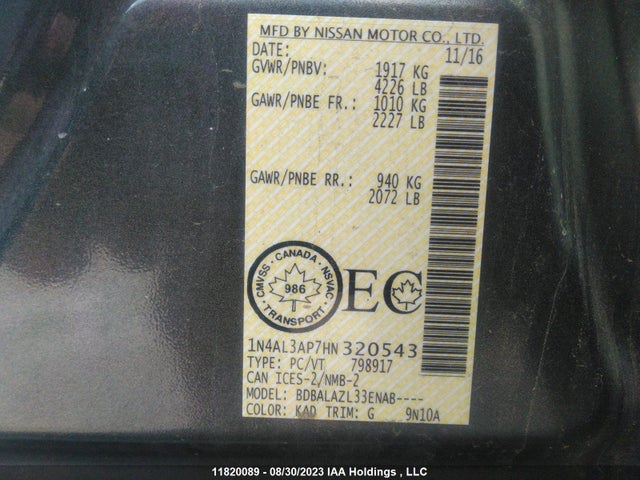 MFD BY NISSAN MOTOR CO., LTD.
DATE: 11/16
GVWR/PNBV: 1917 KG
4226 LB
GAWR/PNBE FR.: 1010 KG
2227 LB
GAWR/PNBE RR.: 940 KG
2072 LB
CMVSS · CANADA · NSVAC
986
· TRANSPORT ·
EC
1N4AL3AP7HN320543
TYPE: PC/VT 798917
CAN ICES-2/NMB-2
MODEL: BDBALAZL33ENAB----
COLOR: KAD TRIM: G 9N10A
11820089 - 08/30/2023 IAA Holdings , LLC